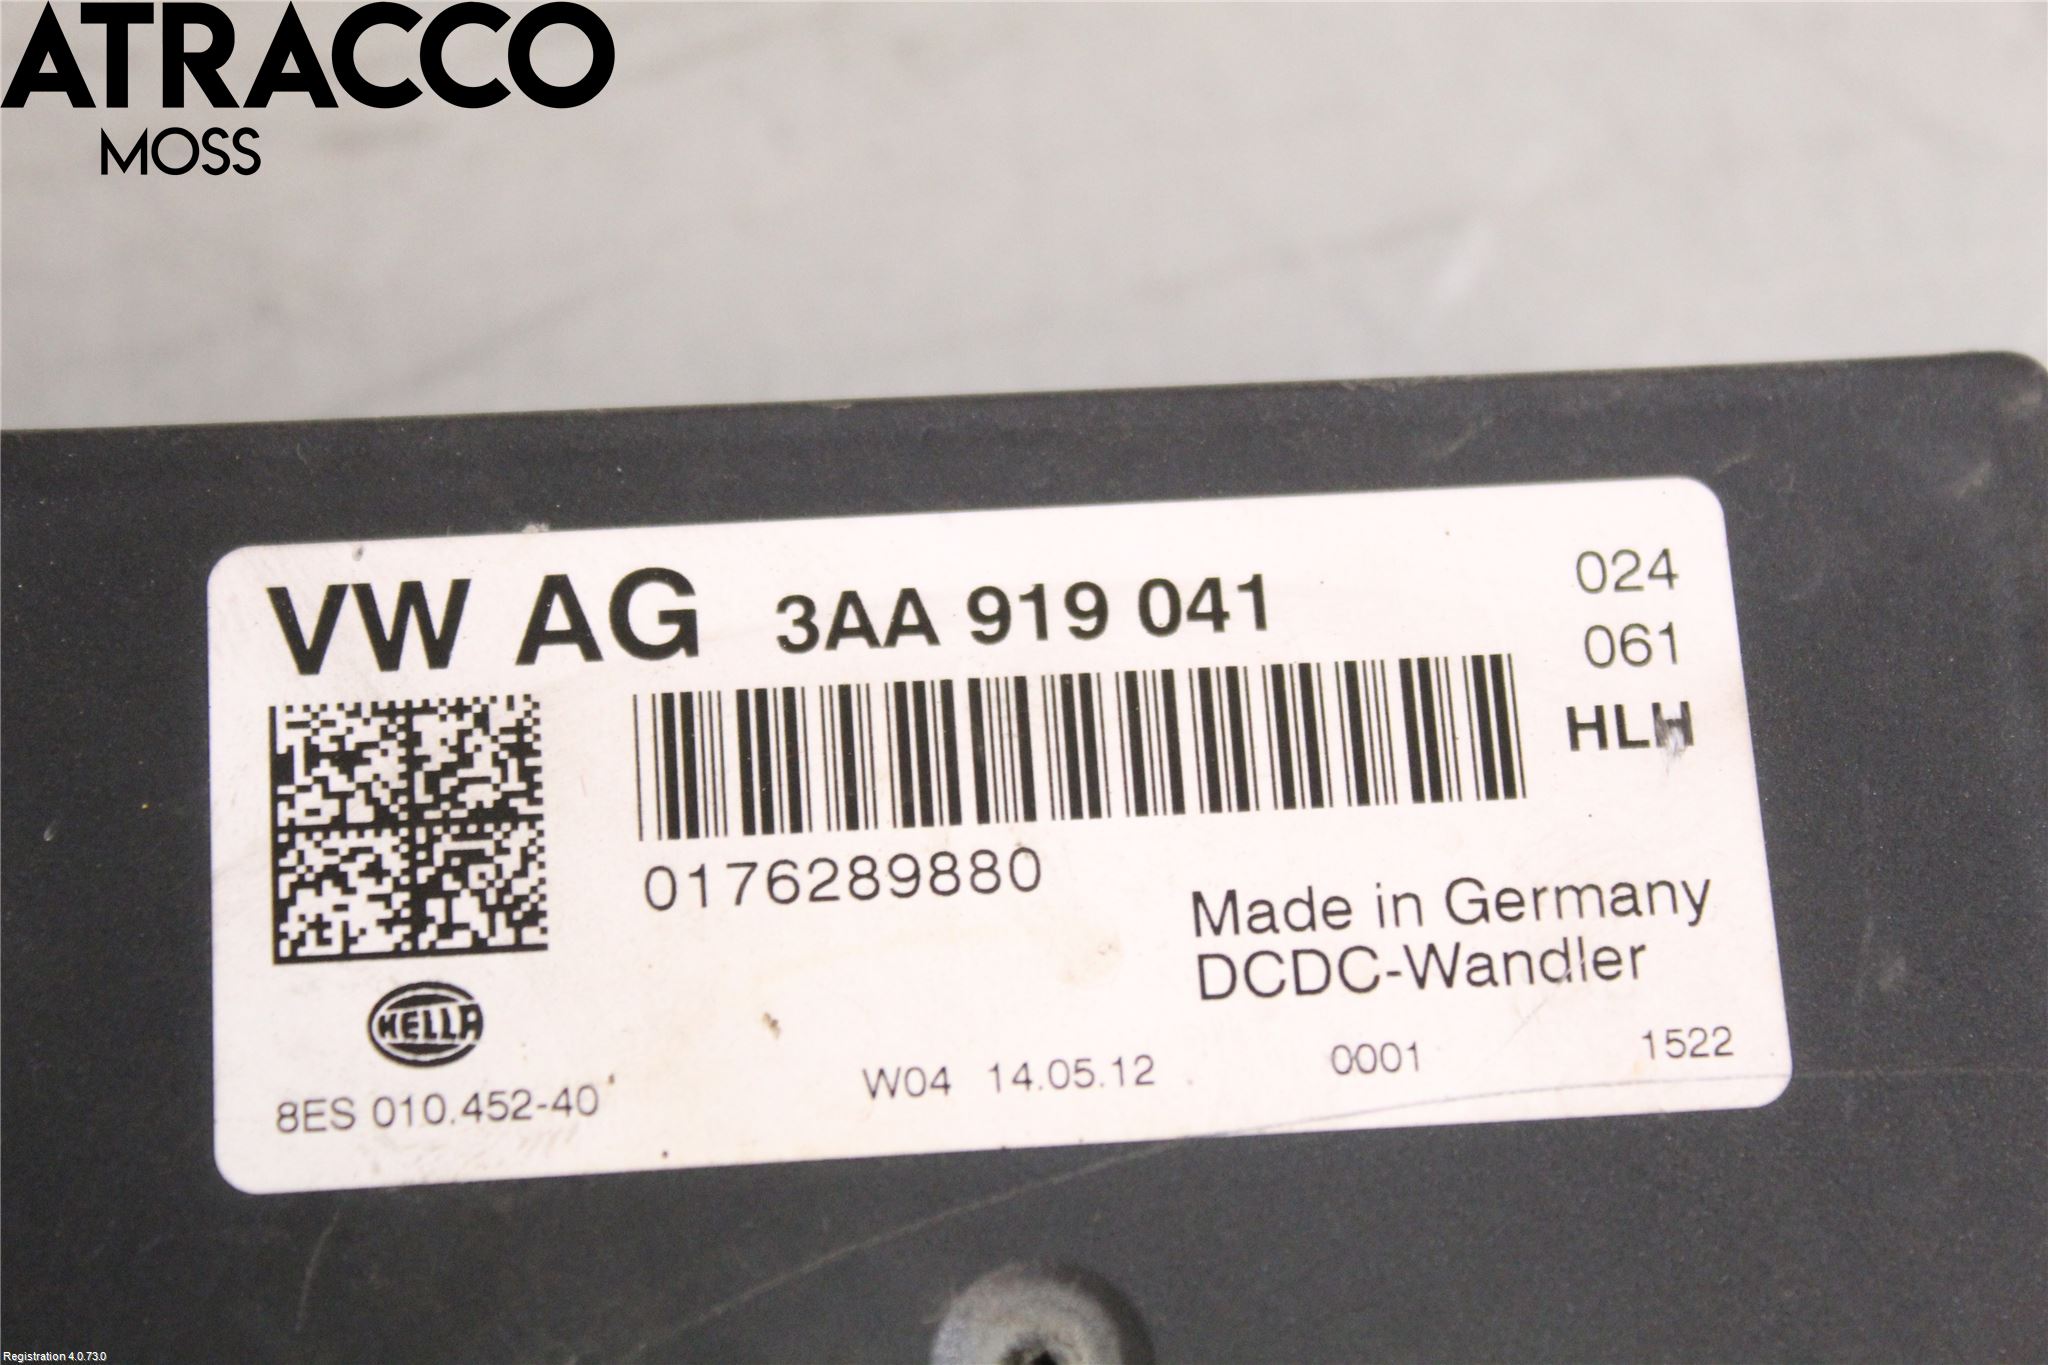 ATRACCO
MOSS
VW AG 3AA 919 041
024
061
HLH
0176289880
Made in Germany
DCDC-Wandler
HELLA
8ES 010.452-40
W04 14.05.12 0001 1522
Registration 4.0.73.0